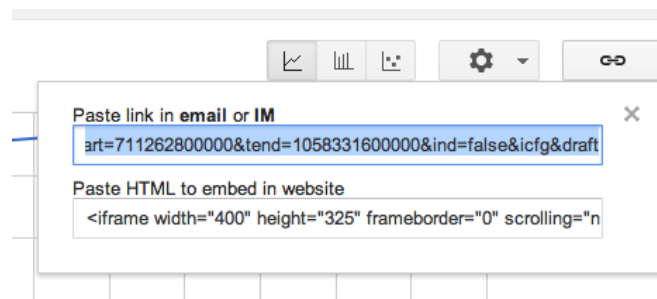 Paste link in email or IM
art=711262800000&tend=1058331600000&ind=false&icfg&draft
Paste HTML to embed in website
<iframe width="400" height="325" frameborder="0" scrolling="n